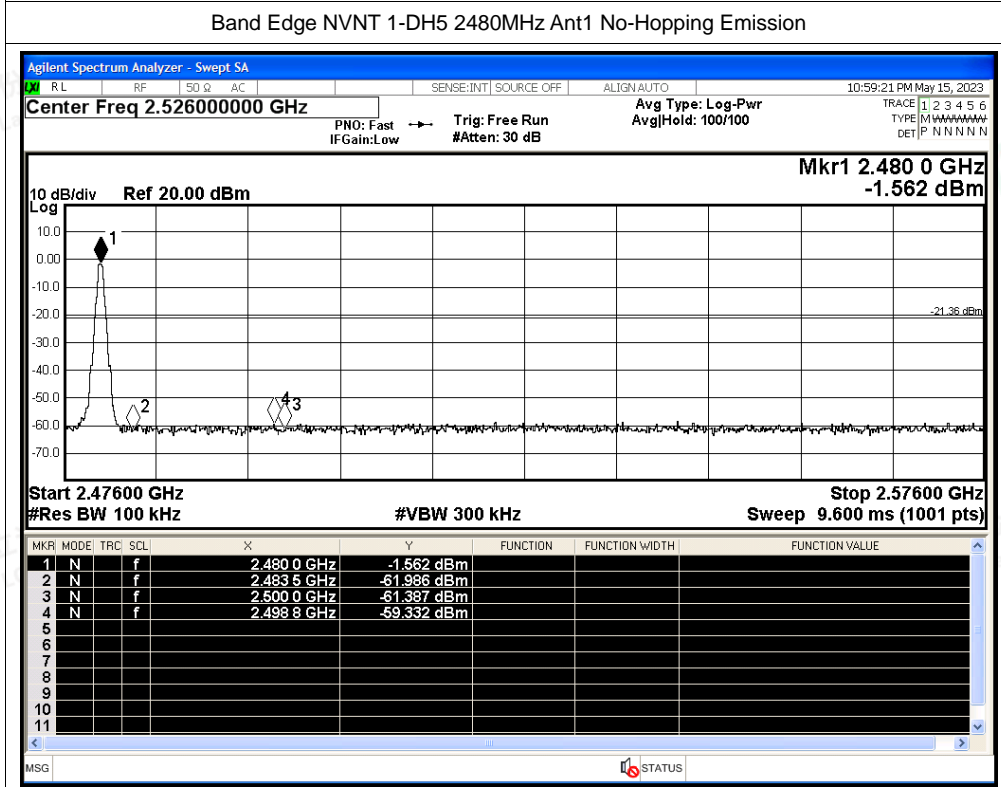 Band Edge NVNT 1-DH5 2480MHz Ant1 No-Hopping Emission
Agilent Spectrum Analyzer - Swept SA
LXI RL RF 50 Ω AC SENSE:INT SOURCE OFF ALIGN AUTO 10:59:21 PM May 15, 2023
Center Freq 2.526000000 GHz Avg Type: Log-Pwr TRACE 1 2 3 4 5 6
PNO: Fast Trig: Free Run Avg|Hold: 100/100 TYPE M WWWWW
IFGain:Low #Atten: 30 dB DET P N N N N N
Mkr1 2.480 0 GHz
10 dB/div Ref 20.00 dBm -1.562 dBm
Log
10.0
1
0.00
-10.0
-20.0
-21.36 dBm
-30.0
-40.0
-50.0
2 4 3
-60.0
-70.0
Start 2.47600 GHz Stop 2.57600 GHz
#Res BW 100 kHz #VBW 300 kHz Sweep 9.600 ms (1001 pts)
MKR MODE TRC SCL X Y FUNCTION FUNCTION WIDTH FUNCTION VALUE
1 N f 2.480 0 GHz -1.562 dBm
2 N f 2.483 5 GHz -61.986 dBm
3 N f 2.500 0 GHz -61.387 dBm
4 N f 2.498 8 GHz -59.332 dBm
5
6
7
8
9
10
11
MSG STATUS